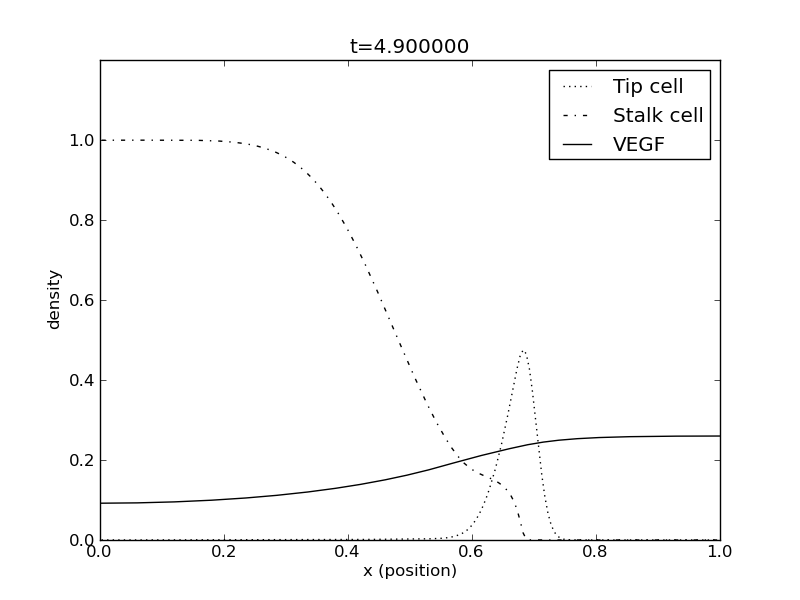 t=4.900000
Tip cell
Stalk cell
VEGF
density
1.0
0.8
0.6
0.4
0.2
0.0
0.0 0.2 0.4 0.6 0.8 1.0
x (position)